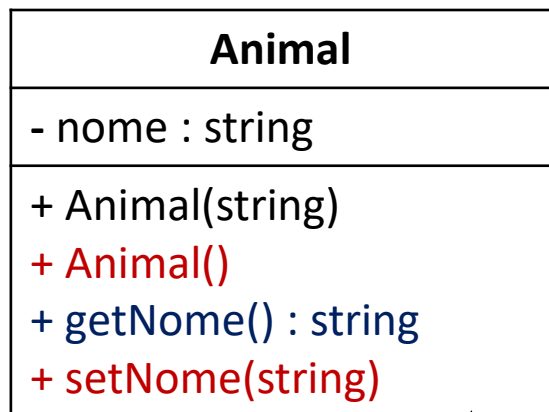 Animal
- nome : string
+ Animal(string)
+ Animal()
+ getNome() : string
+ setNome(string)